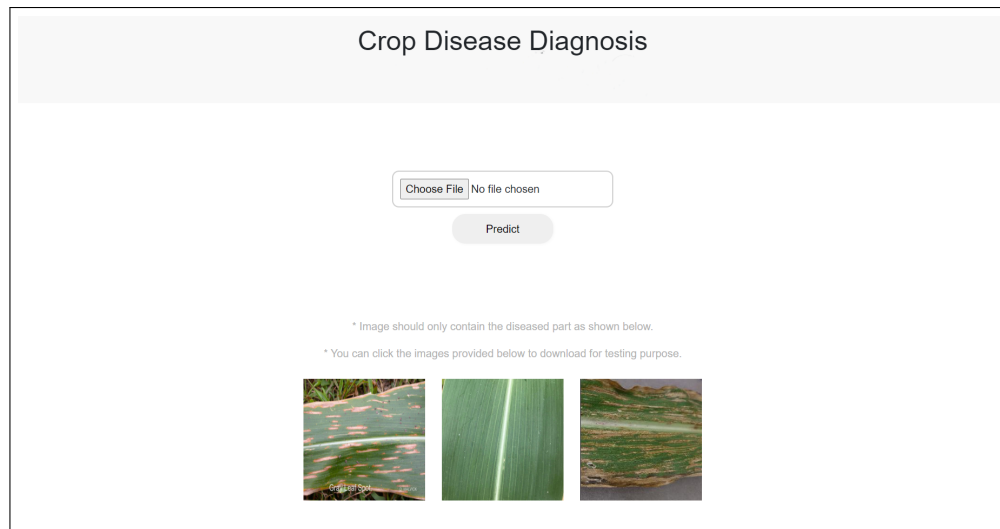 Crop Disease Diagnosis
Choose File No file chosen
Predict
* Image should only contain the diseased part as shown below.
* You can click the images provided below to download for testing purpose.
Gray Leaf Spot